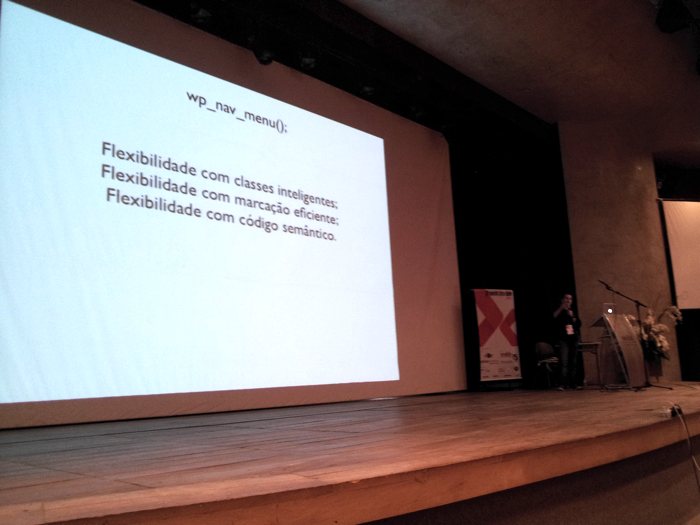 wp_nav_menu();
Flexibilidade com classes inteligentes;
Flexibilidade com marcação eficiente;
Flexibilidade com código semântico.